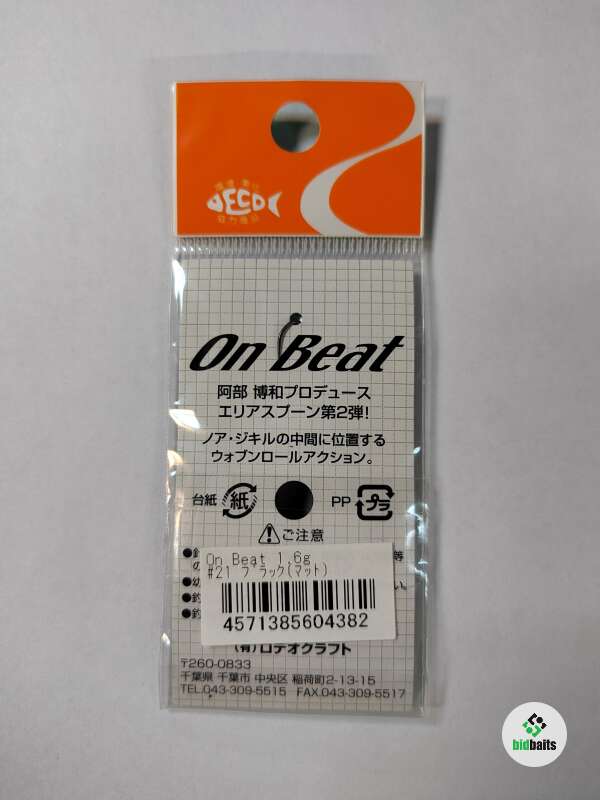 ECO
On Beat
阿部 博和プロデュース
エリアスプーン第2弾!
ノア・ジキルの中間に位置する
ウォブンロールアクション。
台紙 紙 PP プラ
ご注意
On Beat 1.6g
#21 ブラック(マット)
4571385604382
(有)ロデオクラフト
〒260-0833
千葉県 千葉市 中央区 稲荷町2-13-15
TEL.043-309-5515 FAX.043-309-5517
bidbaits